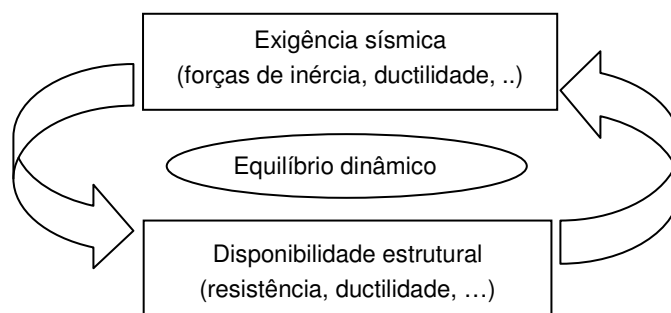 Exigência sísmica
(forças de inércia, ductilidade, ..)
Equilíbrio dinâmico
Disponibilidade estrutural
(resistência, ductilidade, …)